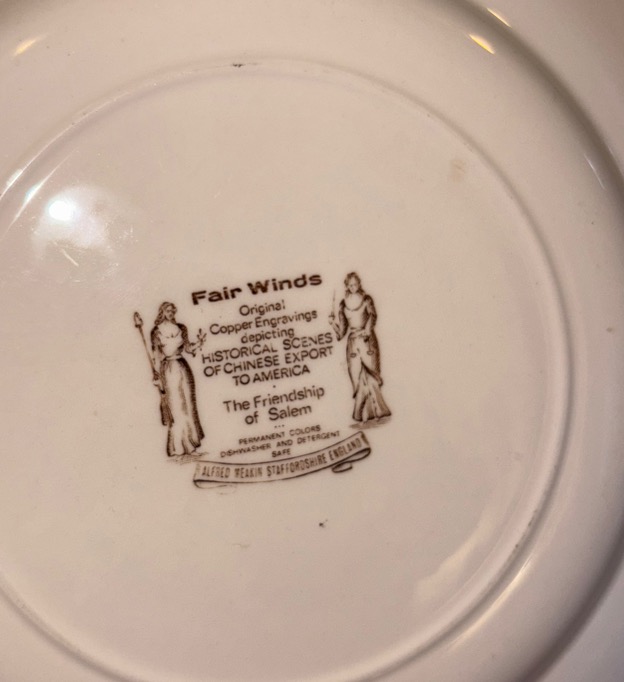 Fair Winds
Original
Copper Engravings
depicting
HISTORICAL SCENES
OF CHINESE EXPORT
TO AMERICA
The Friendship
of Salem
PERMANENT COLORS
DISHWASHER AND DETERGENT
SAFE
ALFRED MEAKIN STAFFORDSHIRE ENGLAND